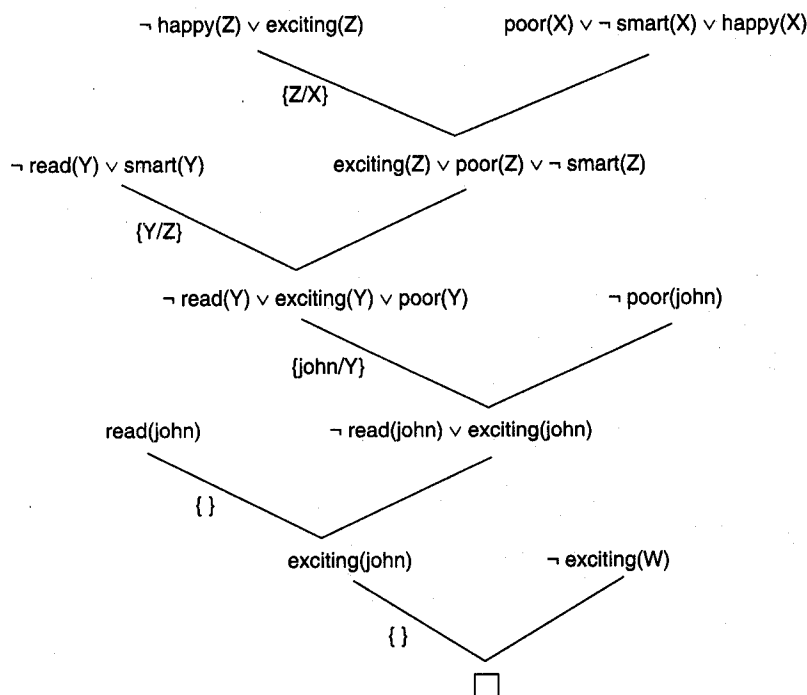 ¬ happy(Z) ∨ exciting(Z) poor(X) ∨ ¬ smart(X) ∨ happy(X)
{Z/X}
¬ read(Y) ∨ smart(Y) exciting(Z) ∨ poor(Z) ∨ ¬ smart(Z)
{Y/Z}
¬ read(Y) ∨ exciting(Y) ∨ poor(Y) ¬ poor(john)
{john/Y}
read(john) ¬ read(john) ∨ exciting(john)
{ }
exciting(john) ¬ exciting(W)
{ }